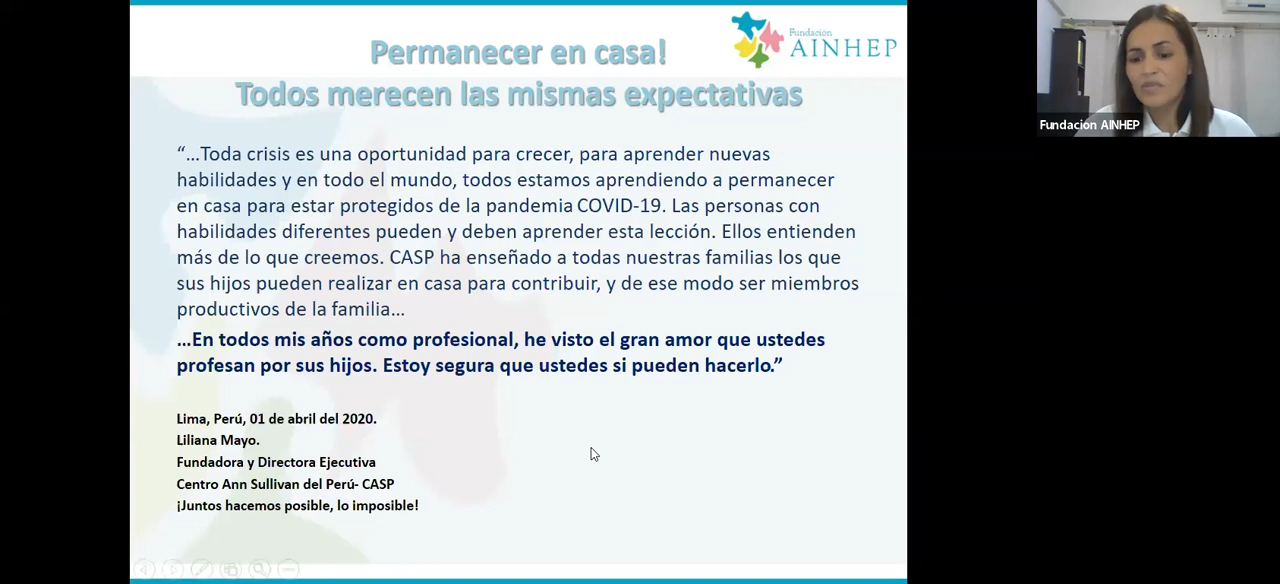 Permanecer en casa!
Todos merecen las mismas expectativas
Fundacion
AINHEP
Fundacion AINHEP
“...Toda crisis es una oportunidad para crecer, para aprender nuevas
habilidades y en todo el mundo, todos estamos aprendiendo a permanecer
en casa para estar protegidos de la pandemia COVID-19. Las personas con
habilidades diferentes pueden y deben aprender esta lección. Ellos entienden
más de lo que creemos. CASP ha enseñado a todas nuestras familias los que
sus hijos pueden realizar en casa para contribuir, y de ese modo ser miembros
productivos de la familia...
...En todos mis años como profesional, he visto el gran amor que ustedes
profesan por sus hijos. Estoy segura que ustedes si pueden hacerlo.”
Lima, Perú, 01 de abril del 2020.
Liliana Mayo.
Fundadora y Directora Ejecutiva
Centro Ann Sullivan del Perú- CASP
¡Juntos hacemos posible, lo imposible!